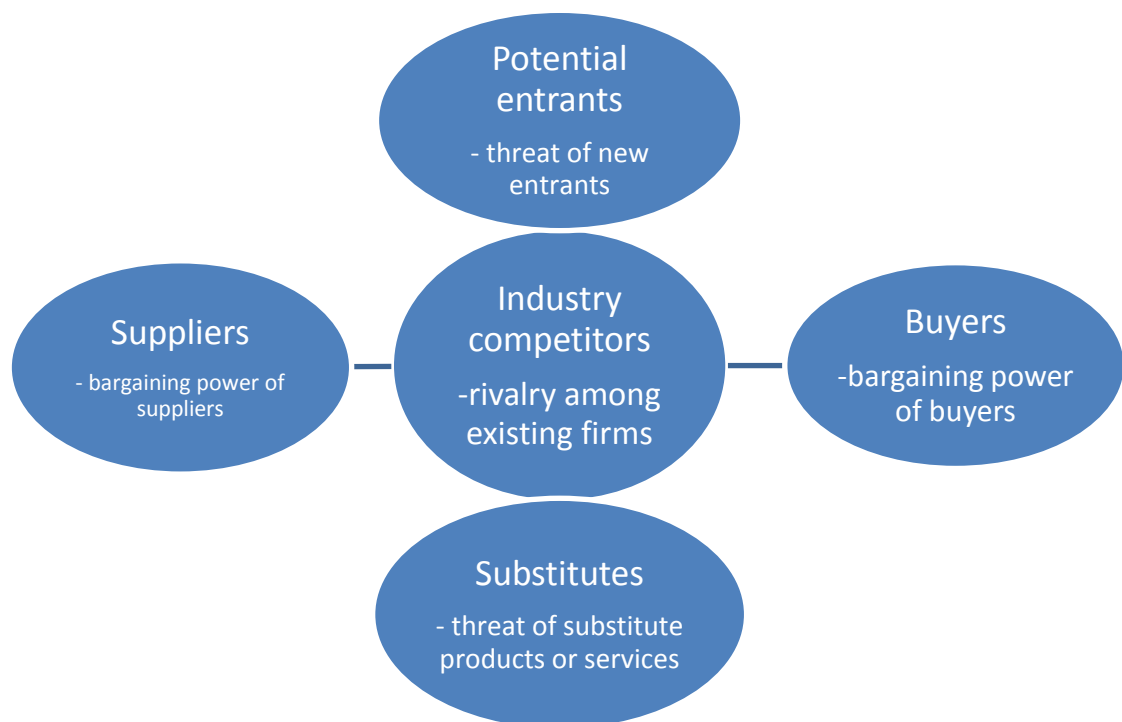 Potential
entrants
- threat of new
entrants
Suppliers
- bargaining power of
suppliers
Industry
competitors
-rivalry among
existing firms
Buyers
-bargaining power
of buyers
Substitutes
- threat of substitute
products or services